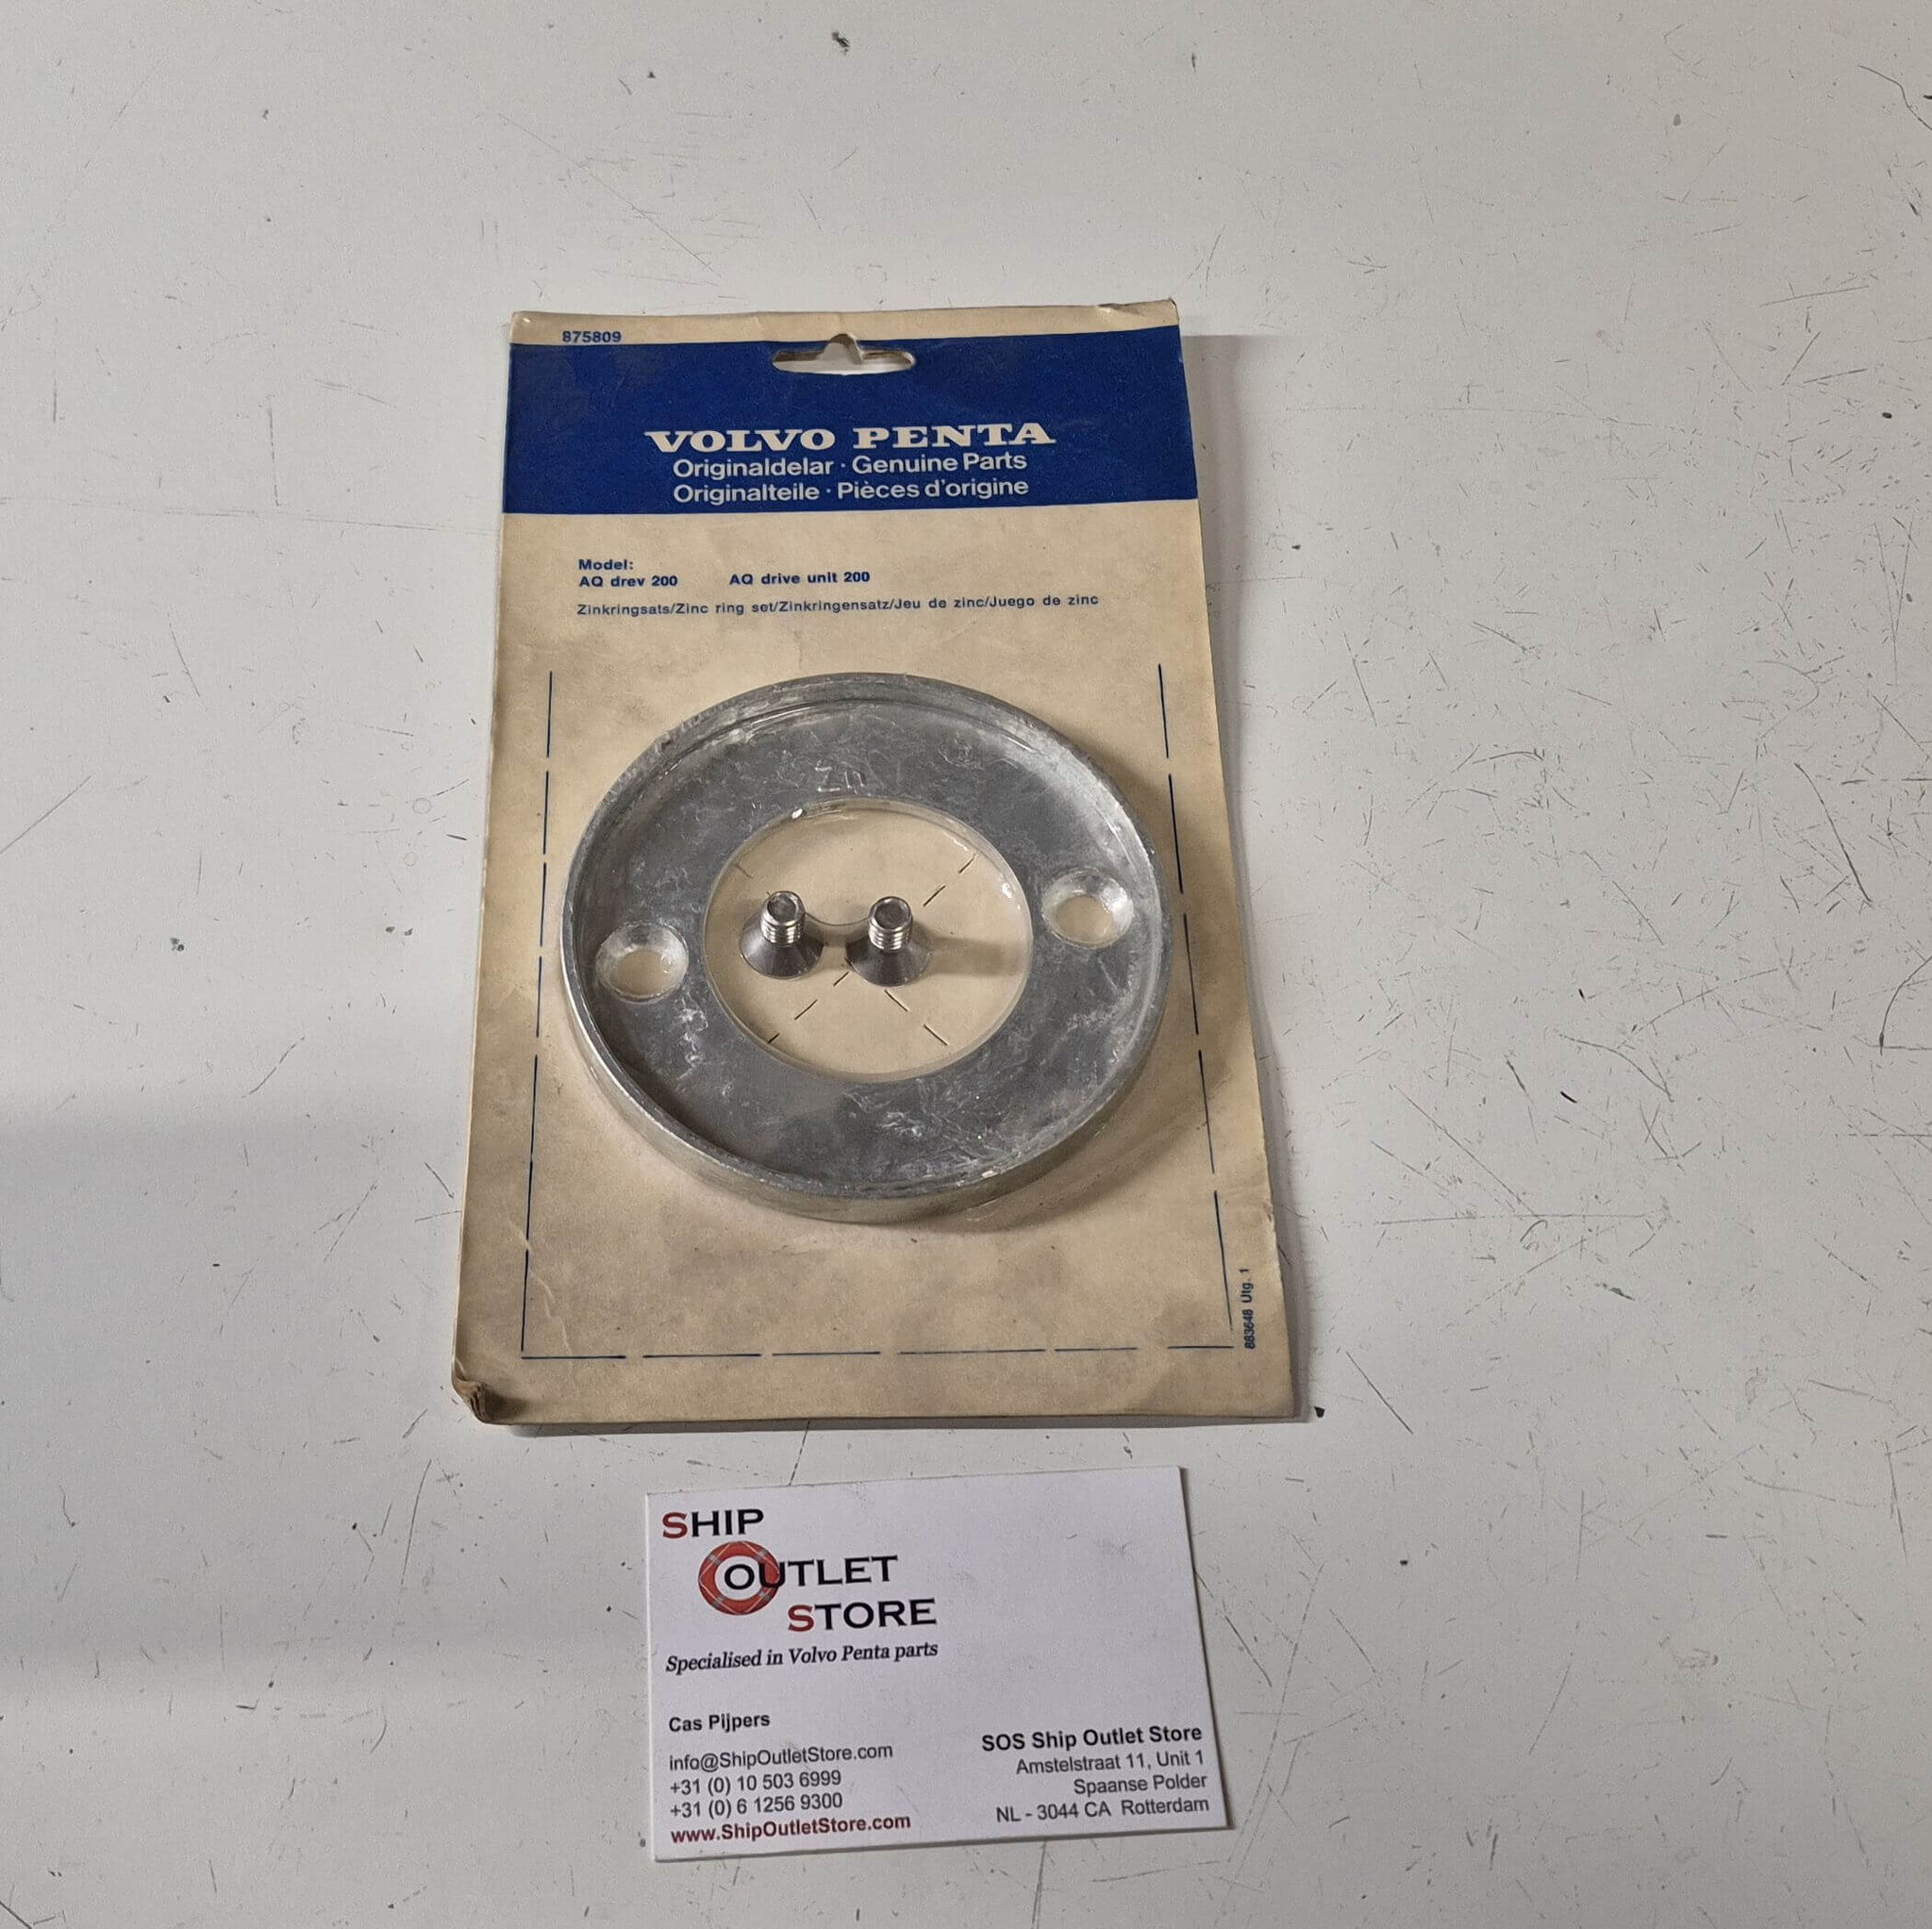 875809
VOLVO PENTA
Originaldelar · Genuine Parts
Originalteile · Pièces d'origine
Model:
AQ drev 200 AQ drive unit 200
Zinkringsats/Zinc ring set/Zinkringensatz/Jeu de zinc/Juego de zinc
ZN
883648 Utg. 1
SHIP
OUTLET
STORE
Specialised in Volvo Penta parts
Cas Pijpers
info@ShipOutletStore.com
+31 (0) 10 503 6999
+31 (0) 6 1256 9300
www.ShipOutletStore.com
SOS Ship Outlet Store
Amstelstraat 11, Unit 1
Spaanse Polder
NL - 3044 CA Rotterdam